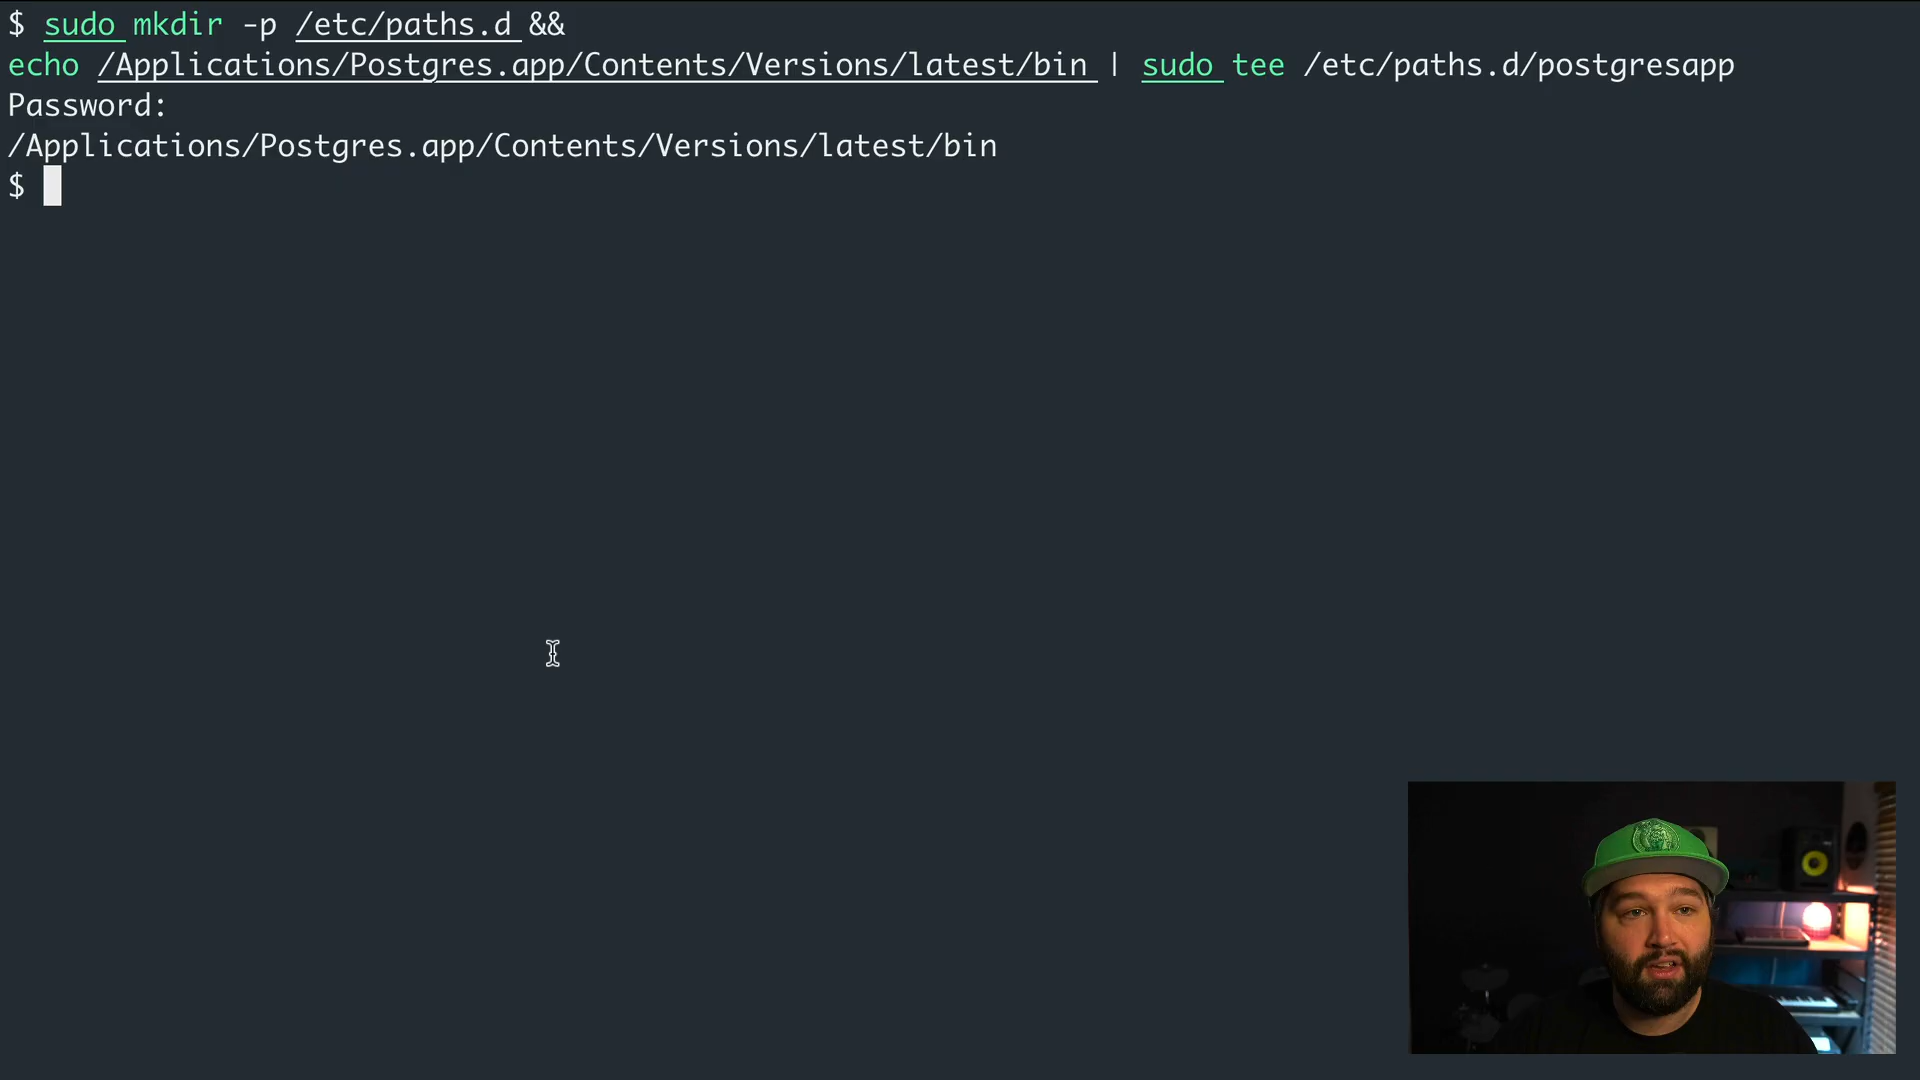 $ sudo mkdir -p /etc/paths.d &&
echo /Applications/Postgres.app/Contents/Versions/latest/bin | sudo tee /etc/paths.d/postgresapp
Password:
/Applications/Postgres.app/Contents/Versions/latest/bin
$